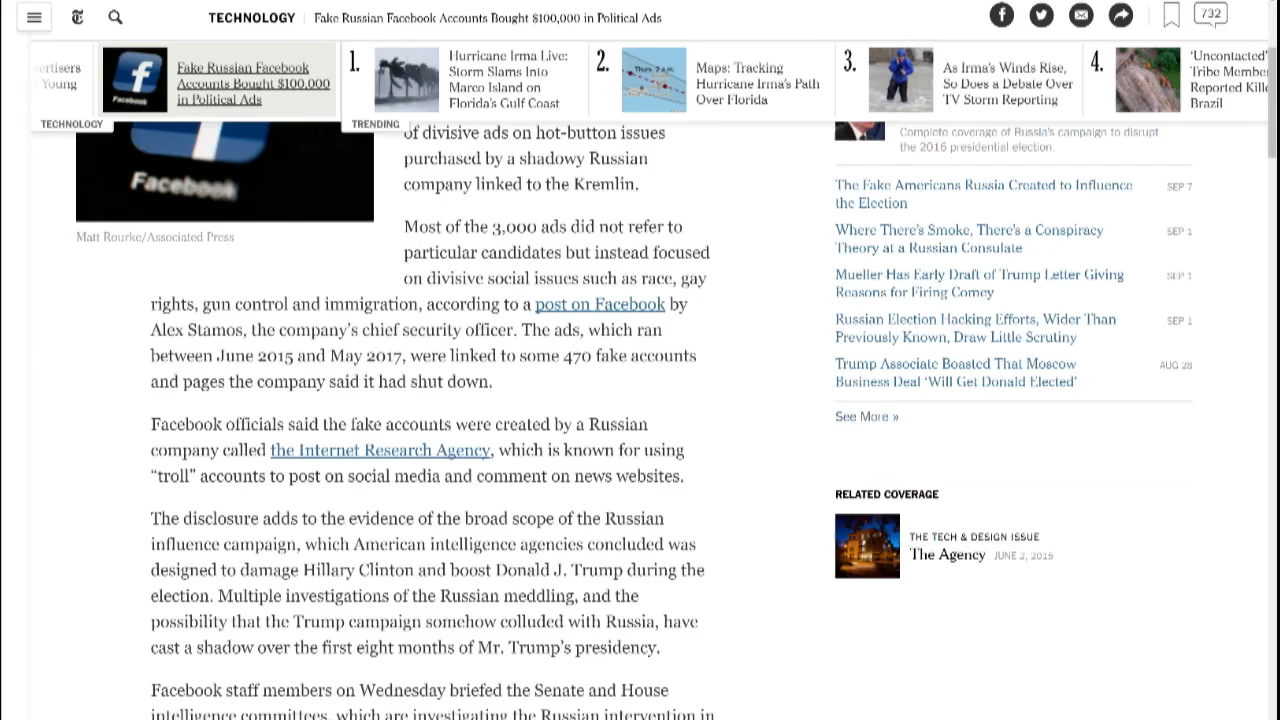 TECHNOLOGY
Fake Russian Facebook Accounts Bought $100,000 in Political Ads
732
Young
Facebook
Fake Russian Facebook
Accounts Bought $100,000
in Political Ads
TECHNOLOGY
1.
Hurricane Irma Live:
Storm Slams Into
Marco Island on
Florida's Gulf Coast
TRENDING
2.
Thurs. 2 a.m.
Maps: Tracking
Hurricane Irma's Path
Over Florida
3.
As Irma's Winds Rise,
So Does a Debate Over
TV Storm Reporting
4.
'Uncontacted'
Tribe
Reported
Brazil
Facebook
Matt Rourke/Associated Press
of divisive ads on hot-button issues
purchased by a shadowy Russian
company linked to the Kremlin.
Most of the 3,000 ads did not refer to
particular candidates but instead focused
on divisive social issues such as race, gay
rights, gun control and immigration, according to a post on Facebook by
Alex Stamos, the company's chief security officer. The ads, which ran
between June 2015 and May 2017, were linked to some 470 fake accounts
and pages the company said it had shut down.
Facebook officials said the fake accounts were created by a Russian
company called the Internet Research Agency, which is known for using
“troll” accounts to post on social media and comment on news websites.
The disclosure adds to the evidence of the broad scope of the Russian
influence campaign, which American intelligence agencies concluded was
designed to damage Hillary Clinton and boost Donald J. Trump during the
election. Multiple investigations of the Russian meddling, and the
possibility that the Trump campaign somehow colluded with Russia, have
cast a shadow over the first eight months of Mr. Trump's presidency.
Facebook staff members on Wednesday briefed the Senate and House
intelligence committees, which are investigating the Russian intervention in
Complete coverage of Russia's campaign to disrupt
the 2016 presidential election.
The Fake Americans Russia Created to Influence
the Election
SEP 7
Where There's Smoke, There's a Conspiracy
Theory at a Russian Consulate
SEP 1
Mueller Has Early Draft of Trump Letter Giving
Reasons for Firing Comey
SEP 1
Russian Election Hacking Efforts, Wider Than
Previously Known, Draw Little Scrutiny
SEP 1
Trump Associate Boasted That Moscow
Business Deal 'Will Get Donald Elected'
AUG 28
See More »
RELATED COVERAGE
THE TECH & DESIGN ISSUE
The Agency JUNE 2, 2015